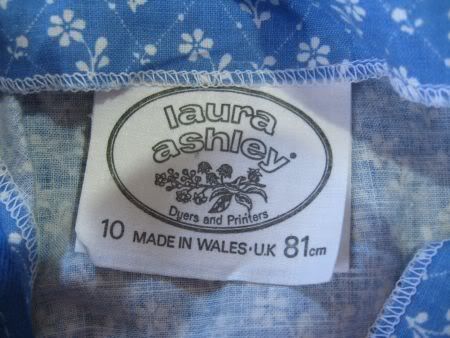 laura
ashley®
Dyers and Printers
10 MADE IN WALES · U.K 81cm